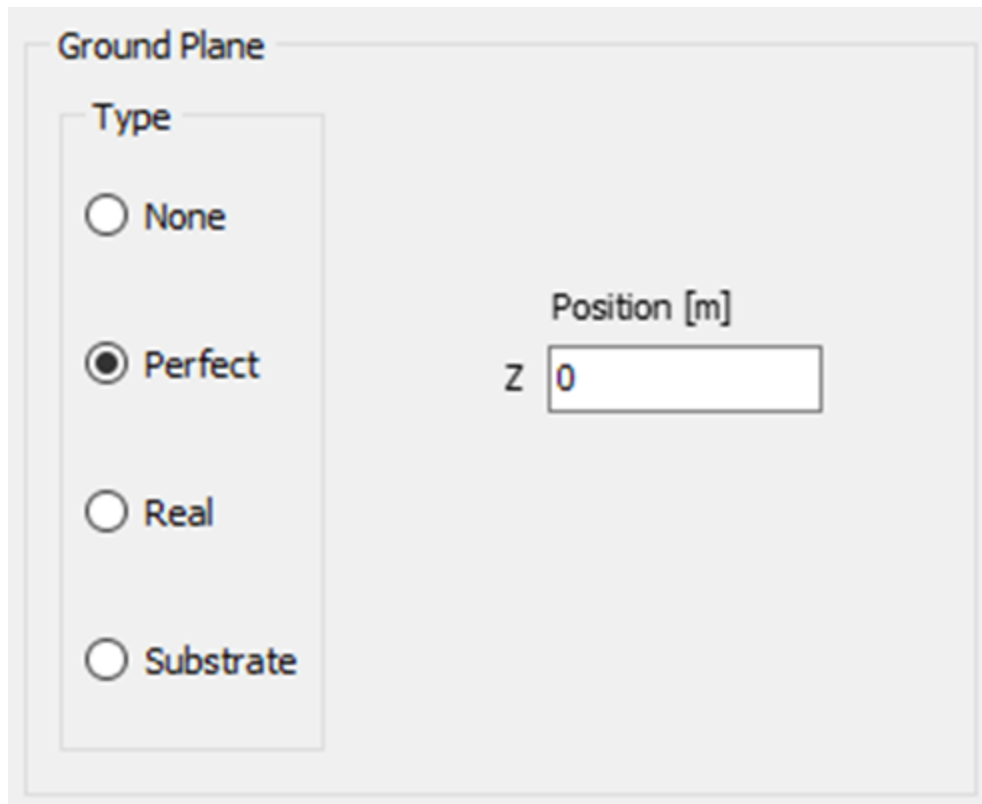 Ground Plane
Type
None
Perfect
Real
Substrate
Position [m]
Z 0